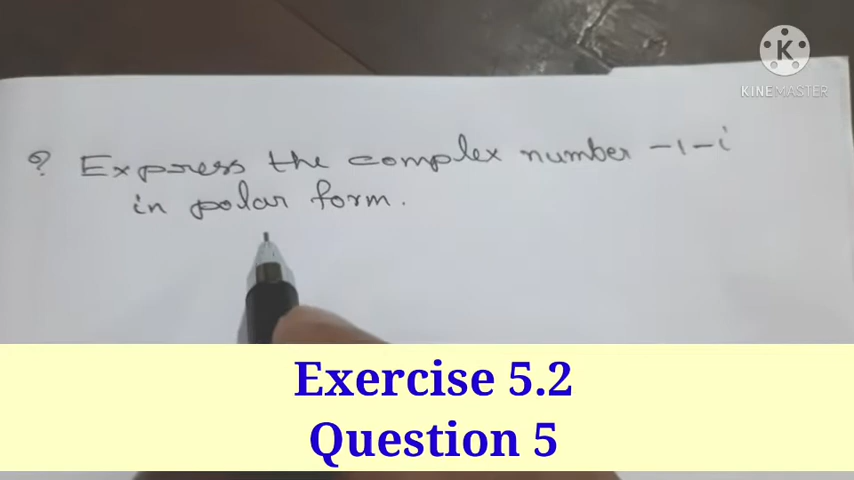 K
KINEMASTER
? Express the complex number -1-i
in polar form.
Exercise 5.2
Question 5